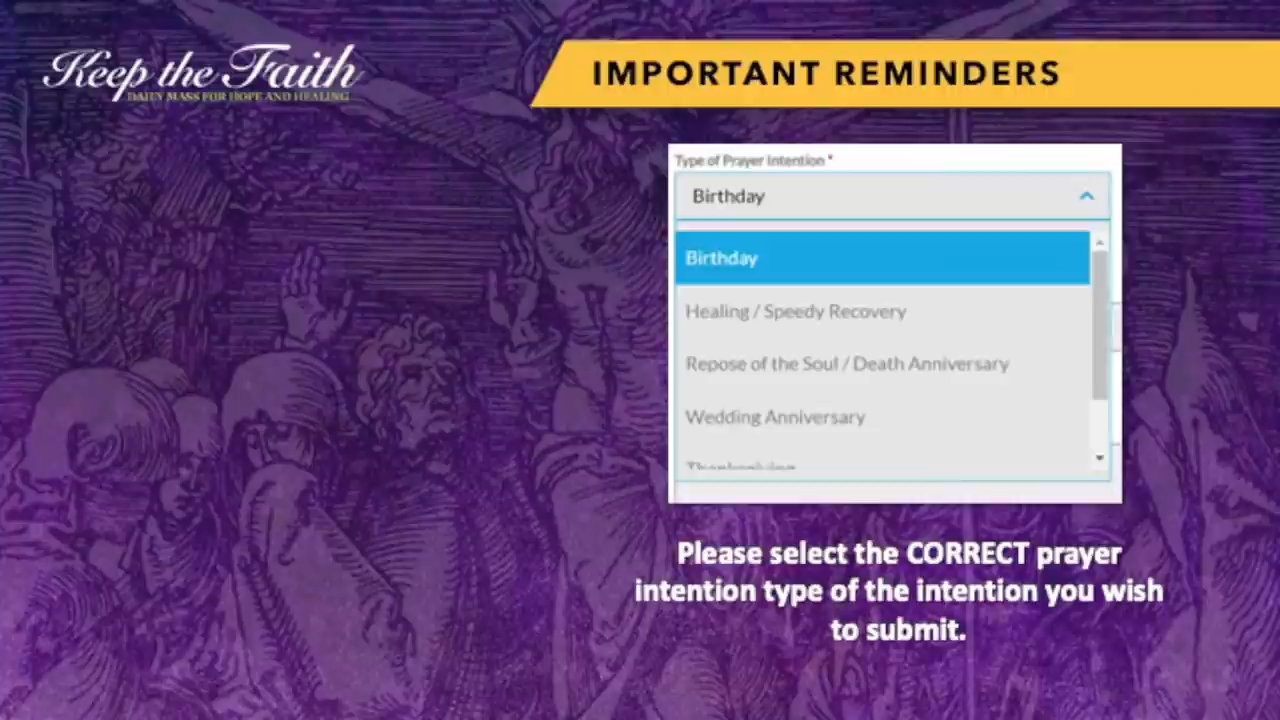 Keep the Faith
DAILY MASS FOR HOPE AND HEALING
IMPORTANT REMINDERS
Type of Prayer Intention *
Birthday
Birthday
Healing / Speedy Recovery
Repose of the Soul / Death Anniversary
Wedding Anniversary
Thanksgiving
Please select the CORRECT prayer
intention type of the intention you wish
to submit.